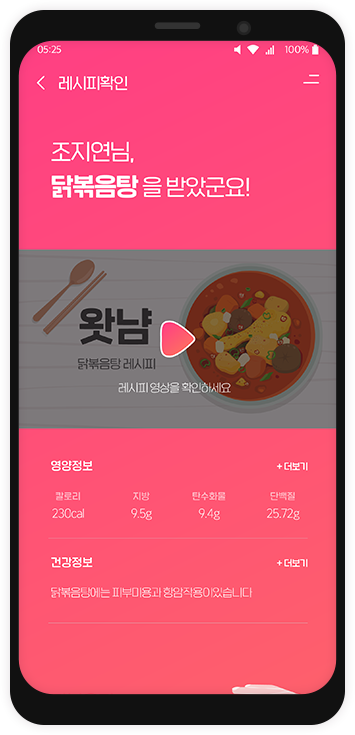 05:25 100%
레시피확인
조지연님,
닭볶음탕 을 받았군요!
왓냠
닭볶음탕 레시피
레시피 영상을 확인하세요
영양정보 + 더보기
칼로리 지방 탄수화물 단백질
230cal 9.5g 9.4g 25.72g
건강정보 + 더보기
닭볶음탕에는 피부미용과 항암작용이있습니다